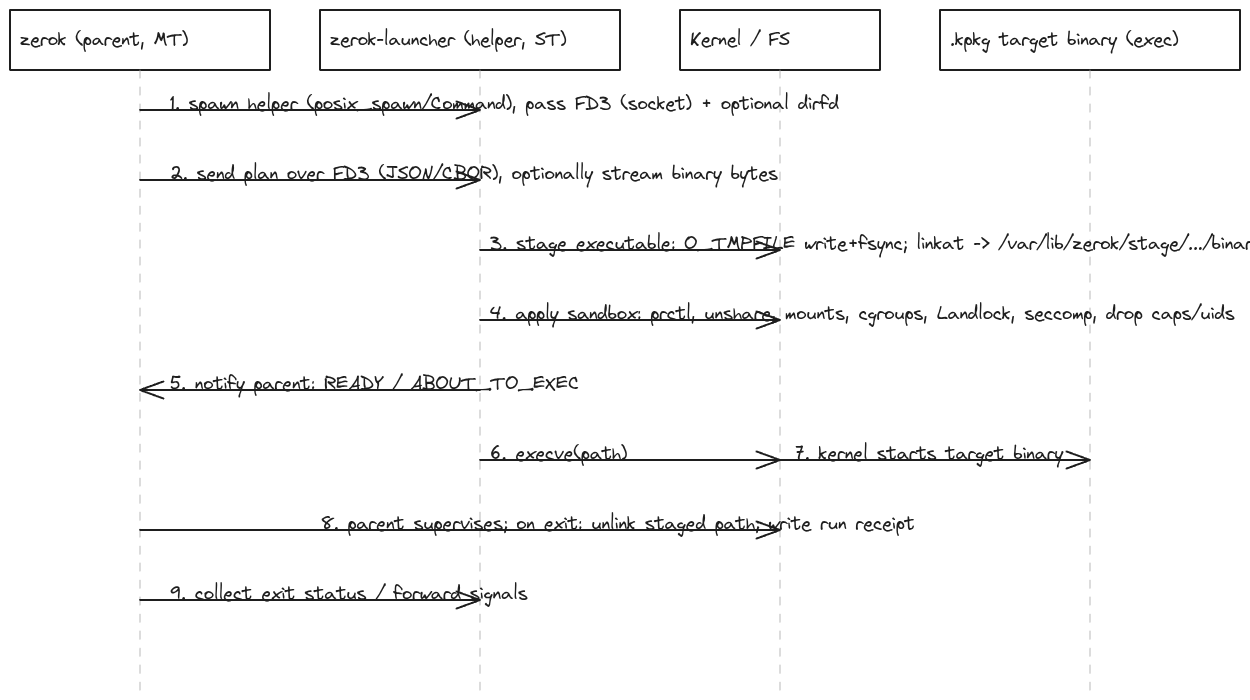 zerok (parent, MT)
zerok-launcher (helper, ST)
Kernel / FS
.kpkg target binary (exec)
1. spawn helper (posix_spawn/Command), pass FD3 (socket) + optional dirfd
2. send plan over FD3 (JSON/CBOR), optionally stream binary bytes
3. stage executable: O_TMPFILE write+fsync; linkat -> /var/lib/zerok/stage/.../binar
4. apply sandbox: prctl, unshare, mounts, cgroups, Landlock, seccomp, drop caps/uids
5. notify parent: READY / ABOUT_TO_EXEC
6. execve(path)
7. kernel starts target binary
8. parent supervises; on exit: unlink staged path; write run receipt
9. collect exit status / forward signals